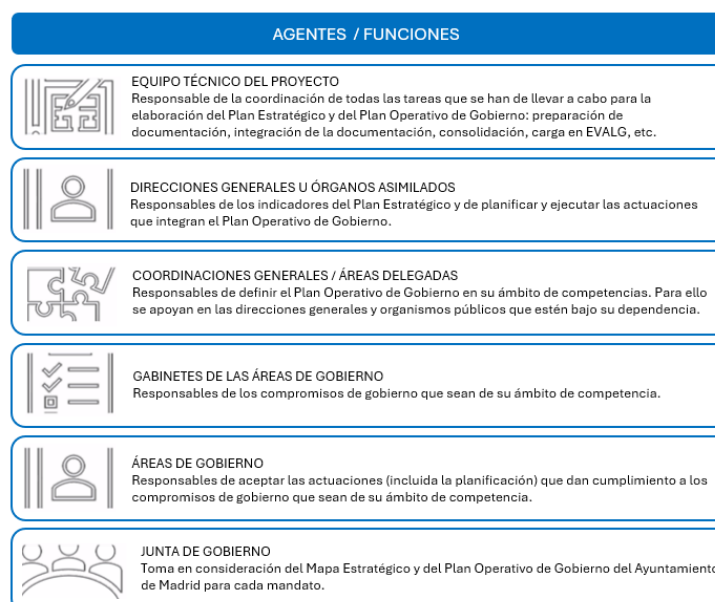 AGENTES / FUNCIONES
EQUIPO TÉCNICO DEL PROYECTO
Responsable de la coordinación de todas las tareas que se han de llevar a cabo para la
elaboración del Plan Estratégico y del Plan Operativo de Gobierno: preparación de
documentación, integración de la documentación, consolidación, carga en EVALG, etc.
DIRECCIONES GENERALES U ÓRGANOS ASIMILADOS
Responsables de los indicadores del Plan Estratégico y de planificar y ejecutar las actuaciones
que integran el Plan Operativo de Gobierno.
COORDINACIONES GENERALES / ÁREAS DELEGADAS
Responsables de definir el Plan Operativo de Gobierno en su ámbito de competencias. Para ello
se apoyan en las direcciones generales y organismos públicos que estén bajo su dependencia.
GABINETES DE LAS ÁREAS DE GOBIERNO
Responsables de los compromisos de gobierno que sean de su ámbito de competencia.
ÁREAS DE GOBIERNO
Responsables de aceptar las actuaciones (incluida la planificación) que dan cumplimiento a los
compromisos de gobierno que sean de su ámbito de competencia.
JUNTA DE GOBIERNO
Toma en consideración del Mapa Estratégico y del Plan Operativo de Gobierno del Ayuntamiento
de Madrid para cada mandato.